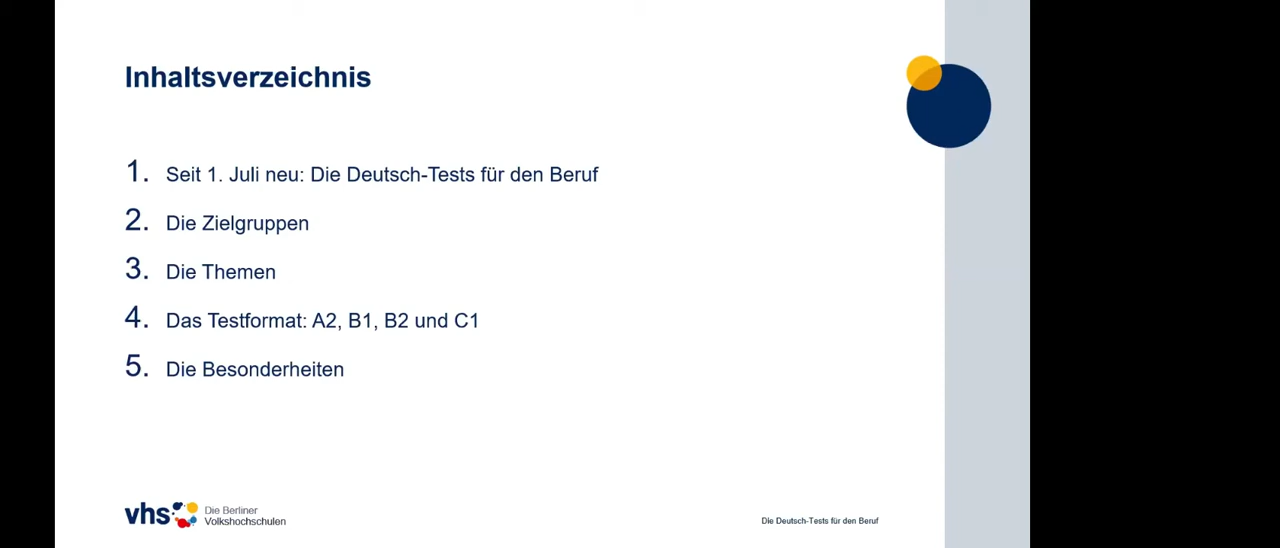 Inhaltsverzeichnis
1. Seit 1. Juli neu: Die Deutsch-Tests für den Beruf
2. Die Zielgruppen
3. Die Themen
4. Das Testformat: A2, B1, B2 und C1
5. Die Besonderheiten
vhs Die Berliner
Volkshochschulen
Die Deutsch-Tests für den Beruf